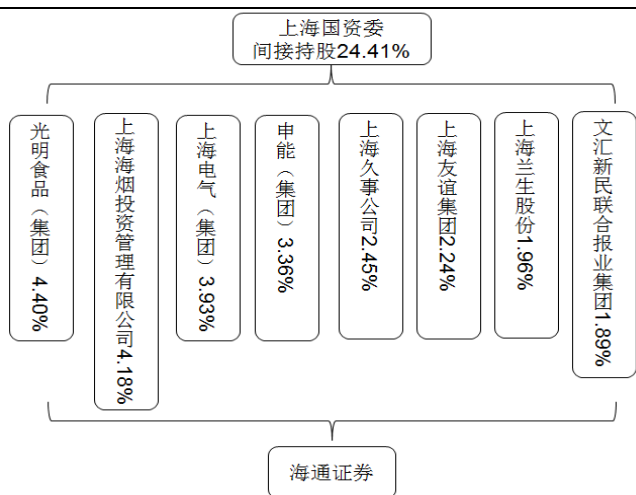 上海国资委
间接持股24.41%
光明食品（集团）4.40%
上海海烟投资管理有限公司4.18%
上海电气（集团）3.93%
申能（集团）3.36%
上海久事公司2.45%
上海友谊集团2.24%
上海兰生股份1.96%
文汇新民联合报业集团1.89%
海通证券